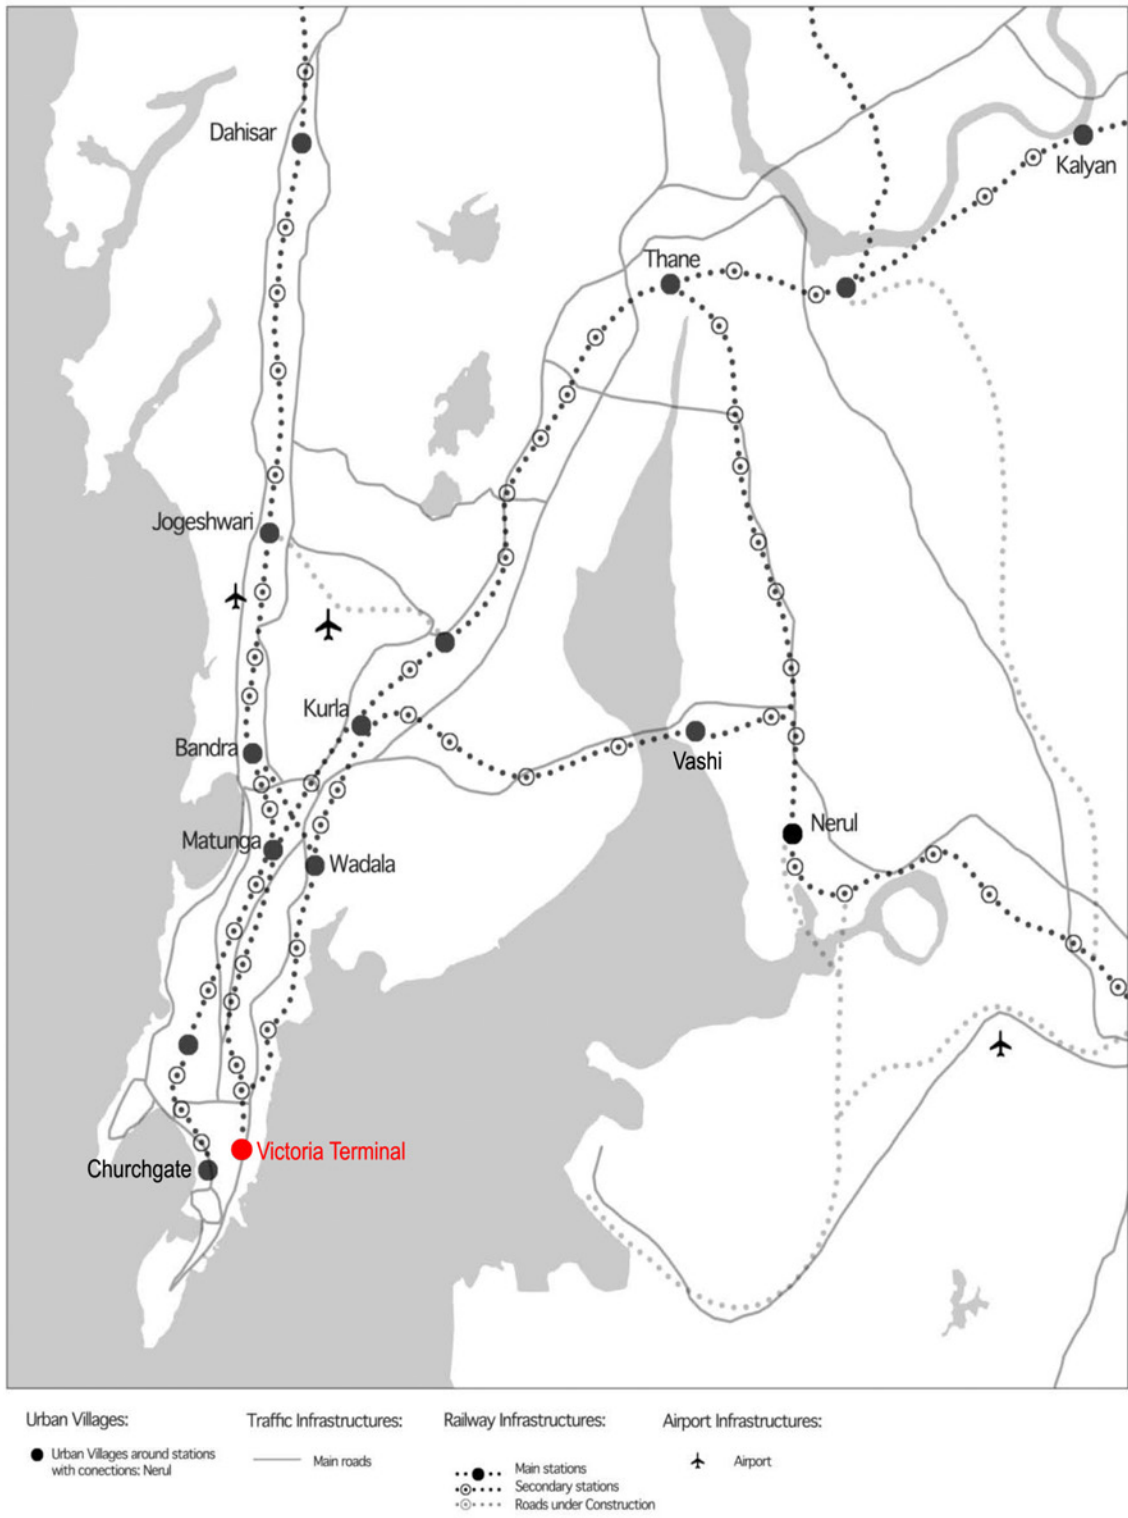 Dahisar
Kalyan
Thane
Jogeshwari
Kurla
Bandra
Vashi
Nerul
Matunga
Wadala
Victoria Terminal
Churchgate
Urban Villages:
Urban Villages around stations
with conections: Nerul
Traffic Infrastructures:
Main roads
Railway Infrastructures:
Main stations
Secondary stations
Roads under Construction
Airport Infrastructures:
Airport